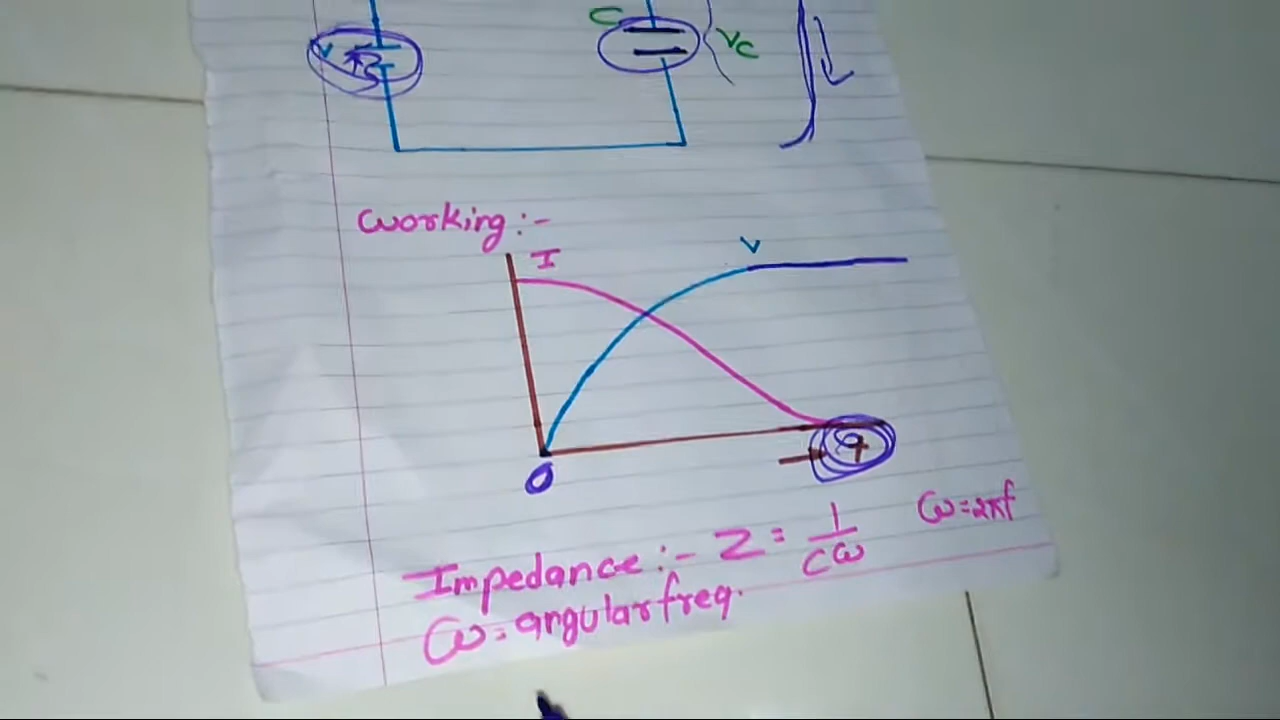 V
C
Vc
Working :-
I
V
0
Impedance :- Z = 1/Cω
ω = 2πf
ω = angular freq.